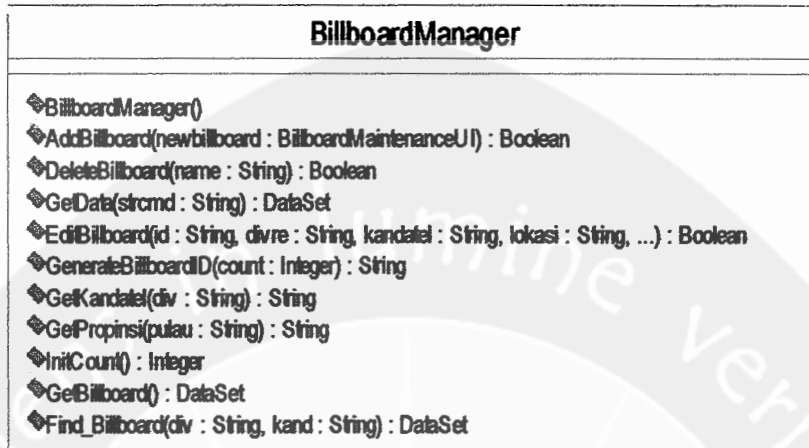 BillboardManager
BillboardManager()
AddBillboard(newbillboard : BillboardMaintenanceUI) : Boolean
DeleteBillboard(name : String) : Boolean
GetData(strcmd : String) : DataSet
EditBillboard(id : String, divre : String, kandatel : String, lokasi : String, ...) : Boolean
GenerateBillboardID(count : Integer) : String
GetKandatel(div : String) : String
GetPropinsi(pulau : String) : String
InitCount() : Integer
GetBillboard() : DataSet
Find_Billboard(div : String, kand : String) : DataSet
lumine ver